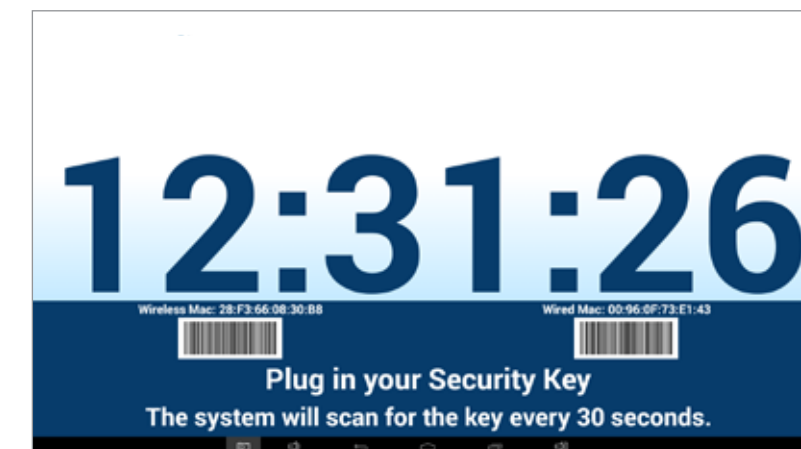 12:31:26
Wireless Mac: 28:F3:66:08:30:B8
Wired Mac: 00:96:0F:73:E1:43
Plug in your Security Key
The system will scan for the key every 30 seconds.